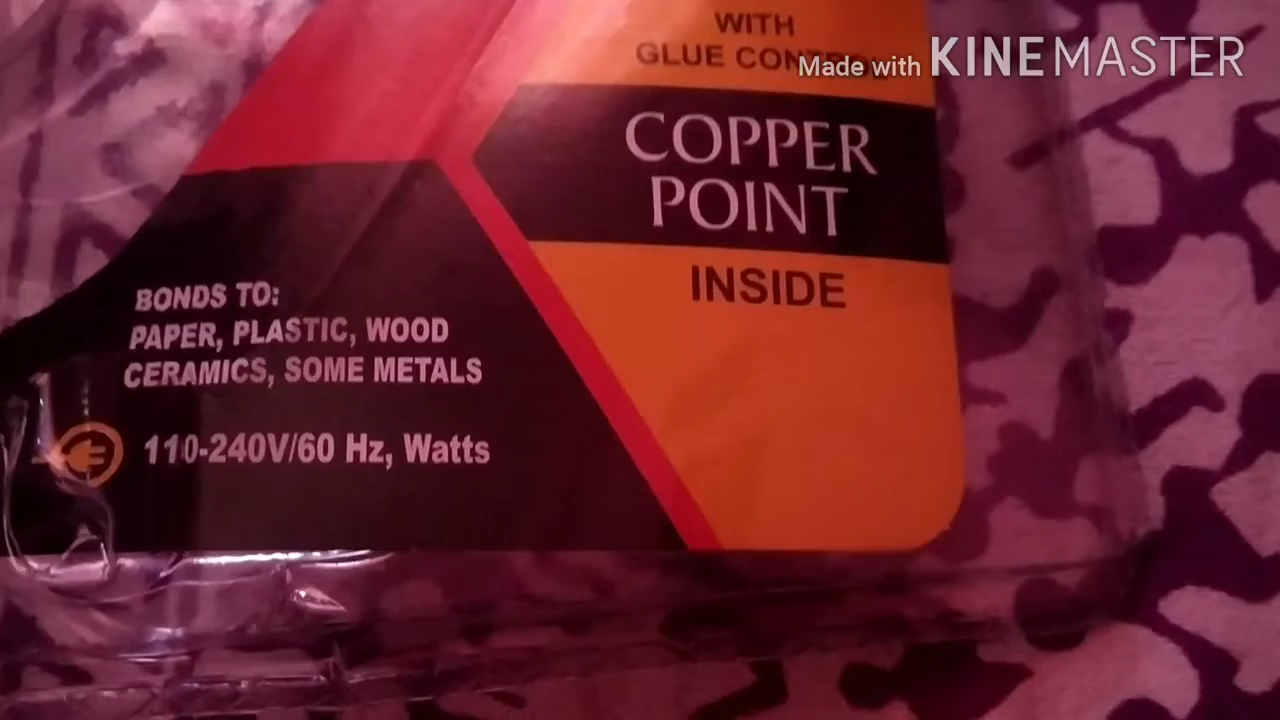 WITH
GLUE
Made with KINEMASTER
COPPER
POINT
INSIDE
BONDS TO:
PAPER, PLASTIC, WOOD
CERAMICS, SOME METALS
110-240V/60 Hz, Watts